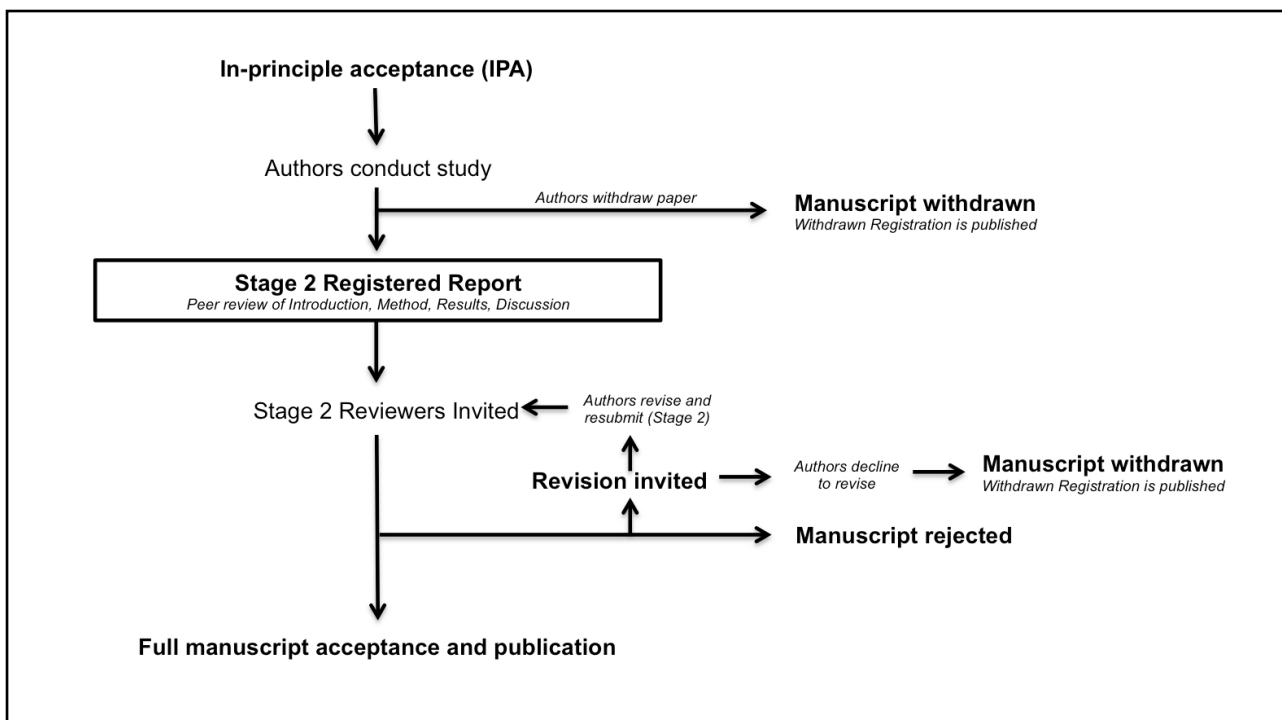 In-principle acceptance (IPA)
Authors conduct study
Authors withdraw paper
Manuscript withdrawn
Withdrawn Registration is published
Stage 2 Registered Report
Peer review of Introduction, Method, Results, Discussion
Stage 2 Reviewers Invited
Authors revise and
resubmit (Stage 2)
Revision invited
Authors decline
to revise
Manuscript withdrawn
Withdrawn Registration is published
Manuscript rejected
Full manuscript acceptance and publication